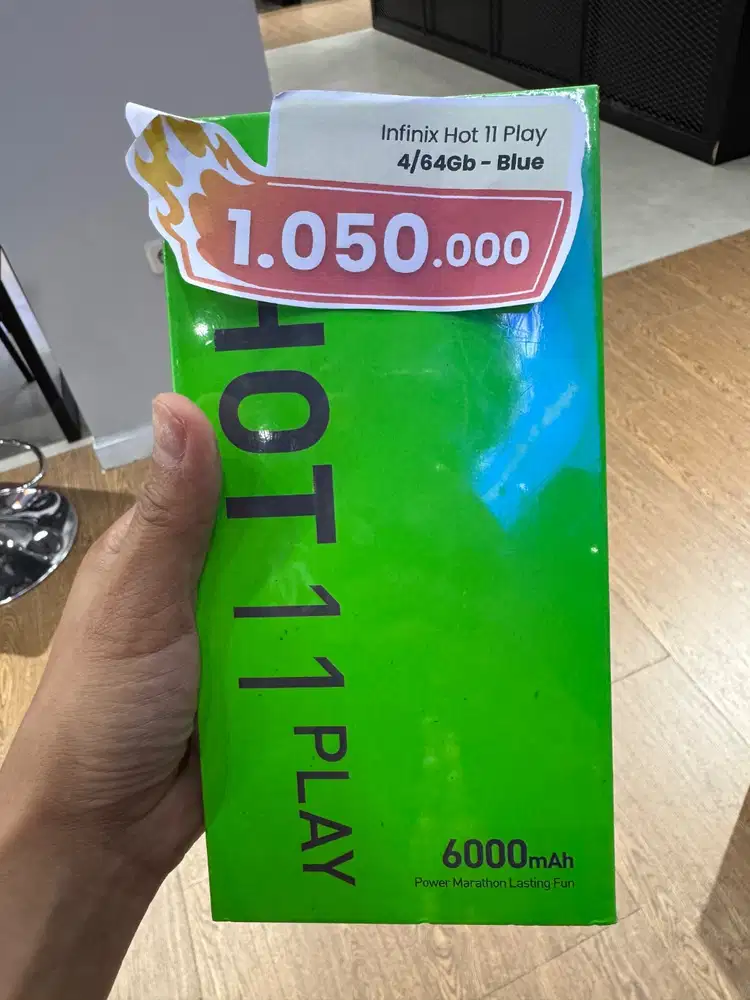 Infinix Hot 11 Play
4/64Gb - Blue
1.050.000
HOT 11 PLAY
6000mAh
Power Marathon Lasting Fun